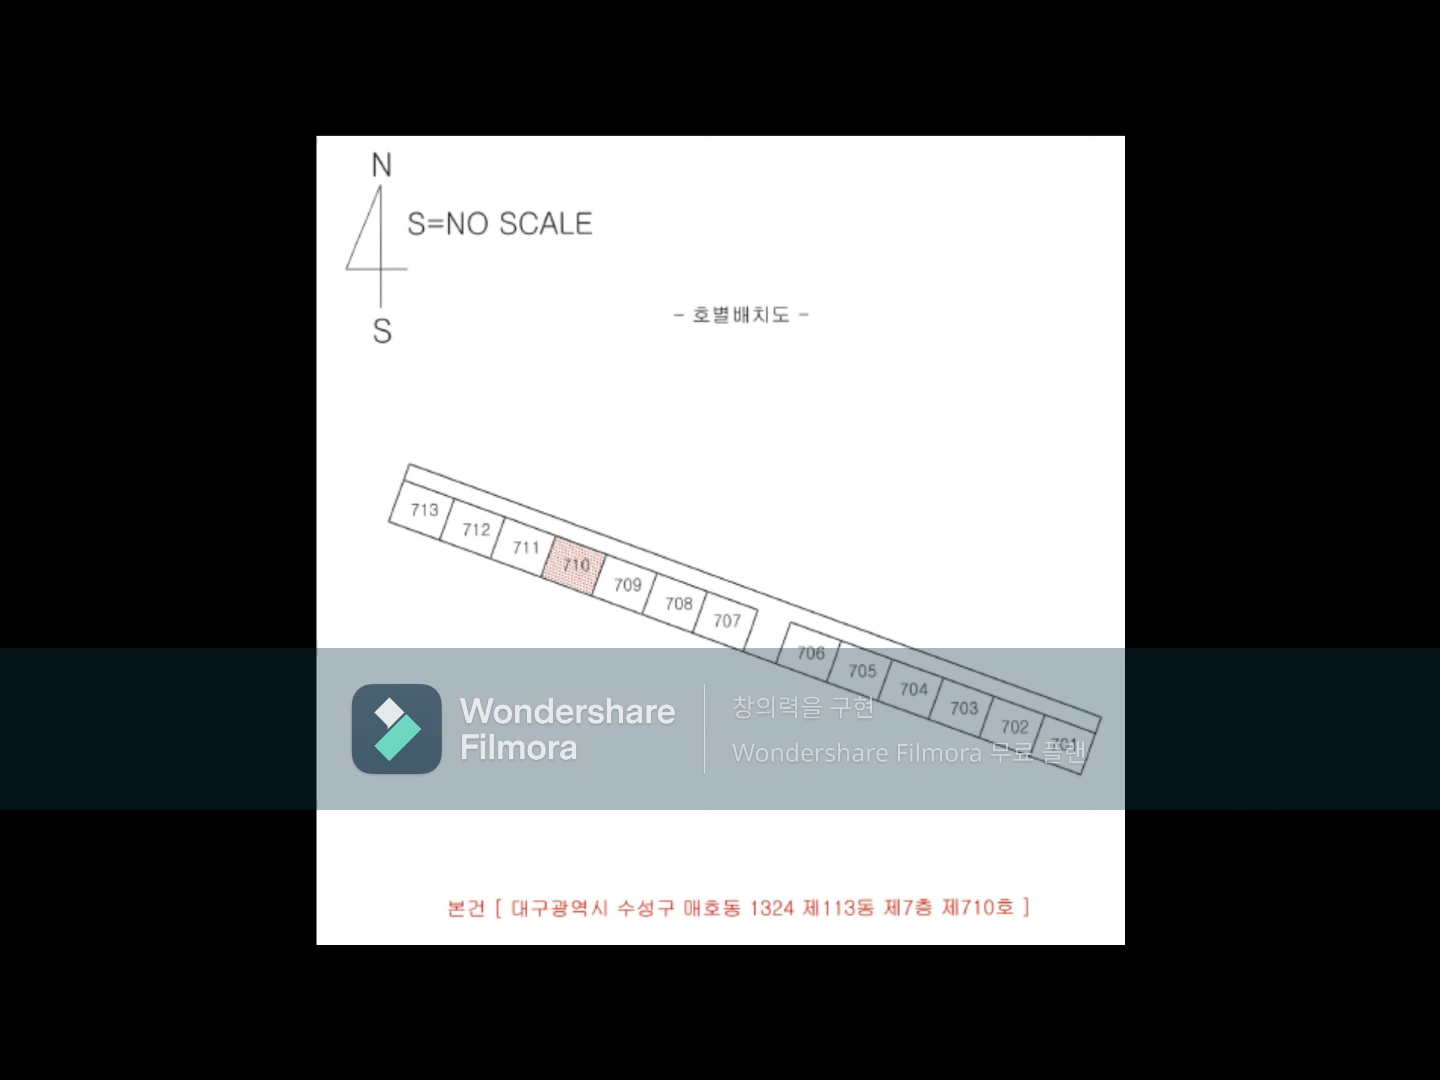 N
S=NO SCALE
- 호별배치도 -
S
713
712
711
710
709
708
707
706
705
704
703
702
701
Wondershare
Filmora
창의력을 구현
Wondershare Filmora 무료 플랜
본건 [ 대구광역시 수성구 매호동 1324 제113동 제7층 제710호 ]